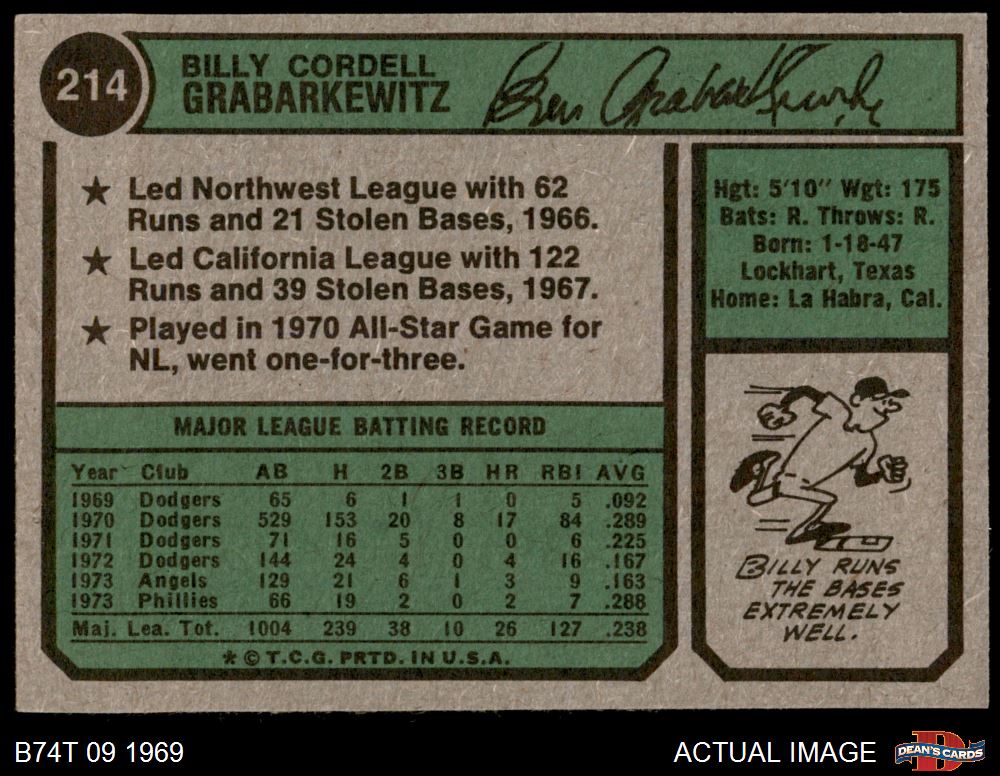 214
BILLY CORDELL
GRABARKEWITZ
★ Led Northwest League with 62
Runs and 21 Stolen Bases, 1966.
★ Led California League with 122
Runs and 39 Stolen Bases, 1967.
★ Played in 1970 All-Star Game for
NL, went one-for-three.
Hgt: 5'10" Wgt: 175
Bats: R. Throws: R.
Born: 1-18-47
Lockhart, Texas
Home: La Habra, Cal.
MAJOR LEAGUE BATTING RECORD
Year Club AB H 2B 3B HR RBI AVG
1969 Dodgers 65 6 1 1 0 5 .092
1970 Dodgers 529 153 20 8 17 84 .289
1971 Dodgers 71 16 5 0 0 6 .225
1972 Dodgers 144 24 4 0 4 16 .167
1973 Angels 129 21 6 1 3 9 .163
1973 Phillies 66 19 2 0 2 7 .288
Maj. Lea. Tot. 1004 239 38 10 26 127 .238
* © T.C.G. PRTD. IN U.S.A.
BILLY RUNS
THE BASES
EXTREMELY
WELL.
B74T 09 1969
ACTUAL IMAGE
DEAN'S CARDS